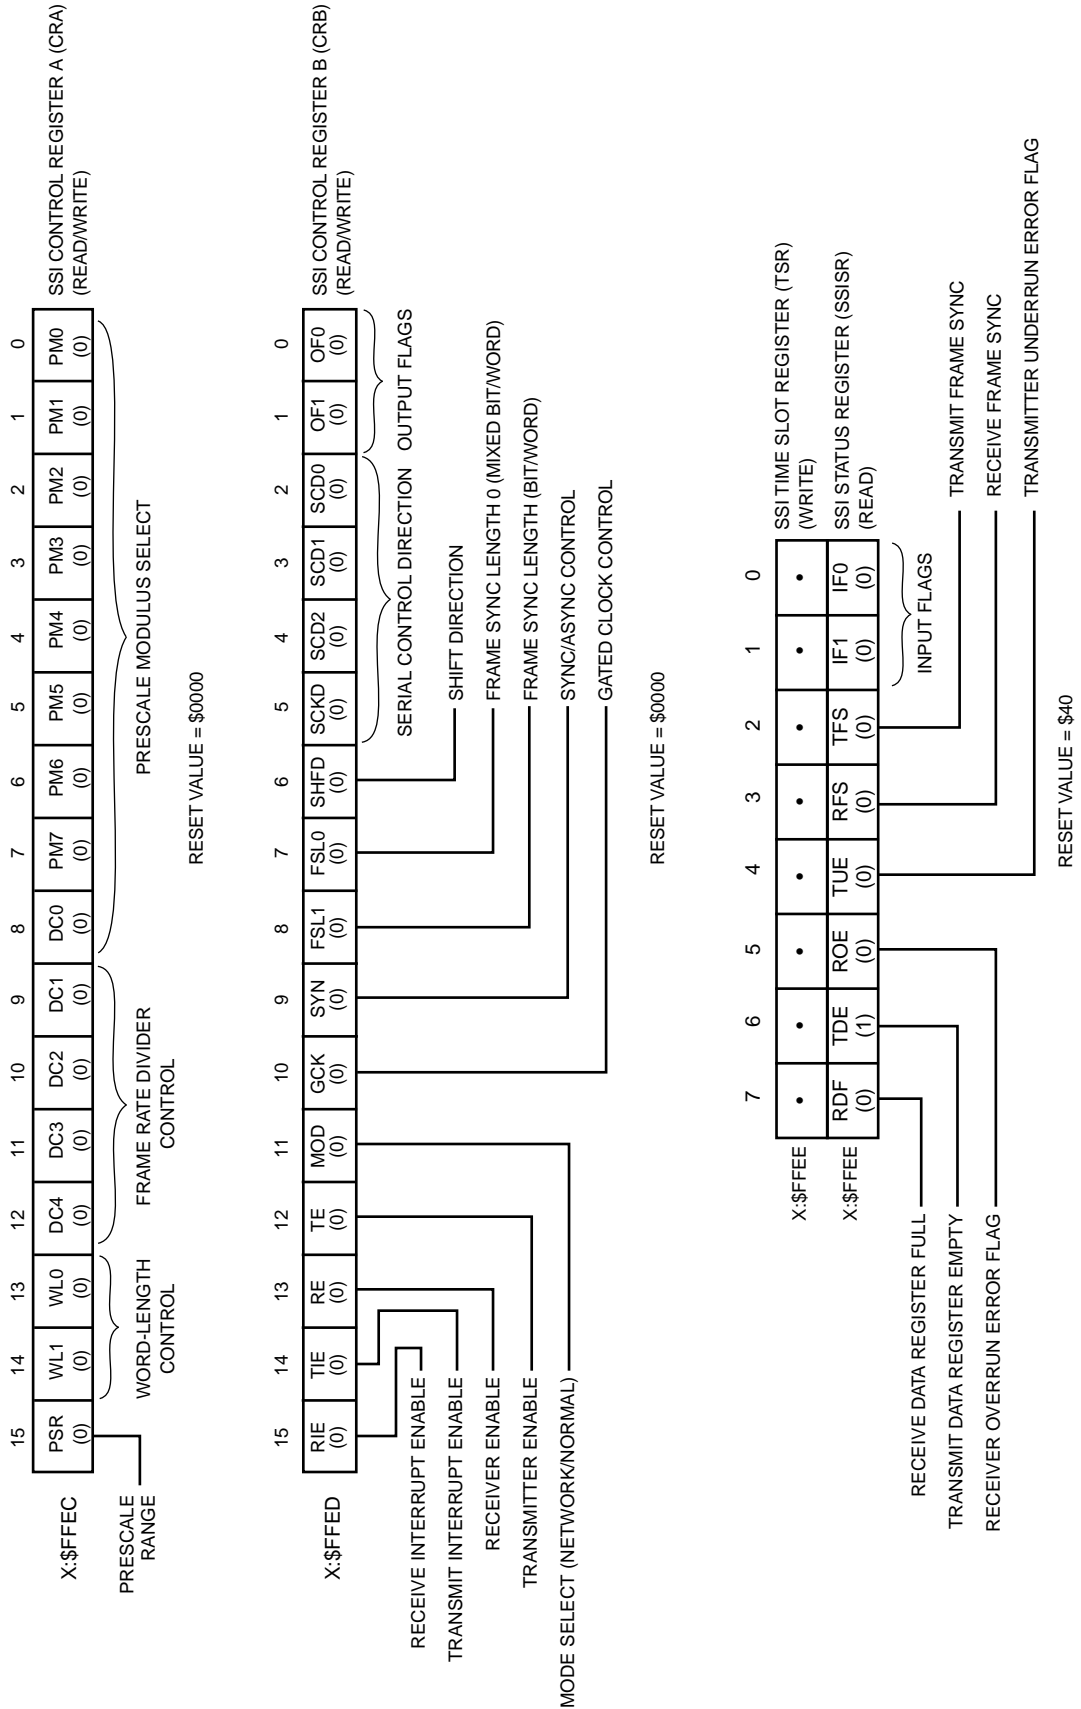 15 14 13 12 11 10 9 8 7 6 5 4 3 2 1 0
X:$FFEC
PSR WL1 WL0 DC4 DC3 DC2 DC1 DC0 PM7 PM6 PM5 PM4 PM3 PM2 PM1 PM0
(0) (0) (0) (0) (0) (0) (0) (0) (0) (0) (0) (0) (0) (0) (0) (0)
SSI CONTROL REGISTER A (CRA)
(READ/WRITE)
PRESCALE
RANGE
WORD-LENGTH
CONTROL
FRAME RATE DIVIDER
CONTROL
PRESCALE MODULUS SELECT
RESET VALUE = $0000
15 14 13 12 11 10 9 8 7 6 5 4 3 2 1 0
X:$FFED
RIE TIE RE TE MOD GCK SYN FSL1 FSL0 SHFD SCKD SCD2 SCD1 SCD0 OF1 OF0
(0) (0) (0) (0) (0) (0) (0) (0) (0) (0) (0) (0) (0) (0) (0) (0)
SSI CONTROL REGISTER B (CRB)
(READ/WRITE)
SERIAL CONTROL DIRECTION
OUTPUT FLAGS
RECEIVE INTERRUPT ENABLE
TRANSMIT INTERRUPT ENABLE
RECEIVER ENABLE
TRANSMITTER ENABLE
MODE SELECT (NETWORK/NORMAL)
SHIFT DIRECTION
FRAME SYNC LENGTH 0 (MIXED BIT/WORD)
FRAME SYNC LENGTH (BIT/WORD)
SYNC/ASYNC CONTROL
GATED CLOCK CONTROL
RESET VALUE = $0000
7 6 5 4 3 2 1 0
X:$FFEE
• • • • • • • •
SSI TIME SLOT REGISTER (TSR)
(WRITE)
X:$FFEE
RDF TDE ROE TUE RFS TFS IF1 IF0
(0) (1) (0) (0) (0) (0) (0) (0)
SSI STATUS REGISTER (SSISR)
(READ)
INPUT FLAGS
RECEIVE DATA REGISTER FULL
TRANSMIT DATA REGISTER EMPTY
RECEIVER OVERRUN ERROR FLAG
TRANSMIT FRAME SYNC
RECEIVE FRAME SYNC
TRANSMITTER UNDERRUN ERROR FLAG
RESET VALUE = $40